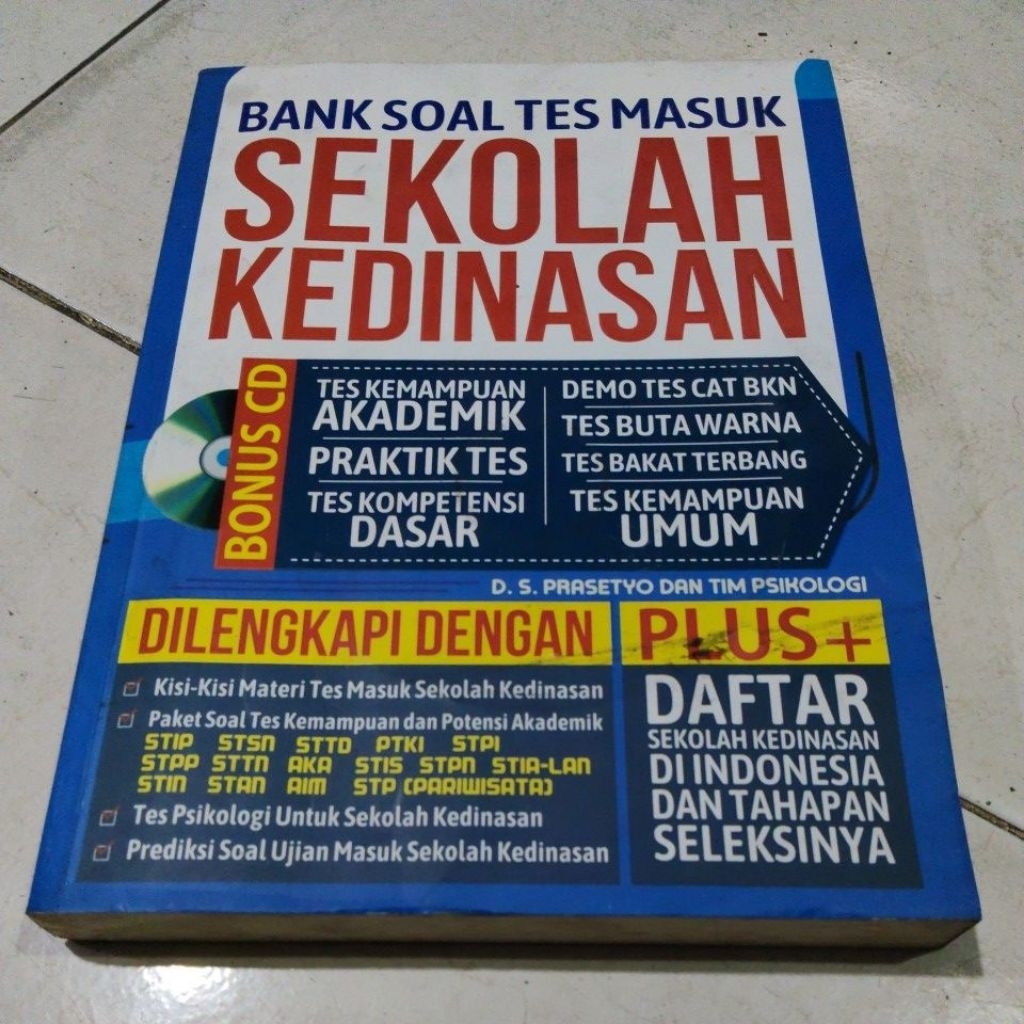 BANK SOAL TES MASUK
SEKOLAH
KEDINASAN
BONUS CD
TES KEMAMPUAN
AKADEMIK
PRAKTIK TES
TES KOMPETENSI
DASAR
DEMO TES CAT BKN
TES BUTA WARNA
TES BAKAT TERBANG
TES KEMAMPUAN
UMUM
D. S. PRASETYO DAN TIM PSIKOLOGI
DILENGKAPI DENGAN
Kisi-Kisi Materi Tes Masuk Sekolah Kedinasan
Paket Soal Tes Kemampuan dan Potensi Akademik
STIP STSN STTD PTKI STPI
STPP STTN AKA STIS STPN STIA-LAN
STIN STAN AIM STP (PARIWISATA)
Tes Psikologi Untuk Sekolah Kedinasan
Prediksi Soal Ujian Masuk Sekolah Kedinasan
PLUS+
DAFTAR
SEKOLAH KEDINASAN
DI INDONESIA
DAN TAHAPAN
SELEKSINYA